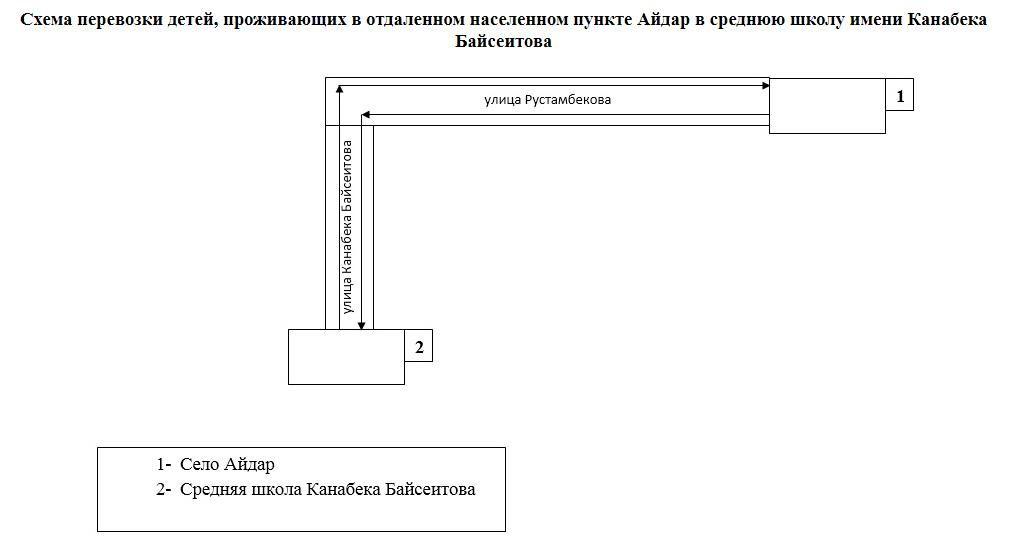 Схема перевозки детей, проживающих в отдаленном населенном пункте Айдар в среднюю школу имени Канабека
Байсеитова
улица Рустамбекова
1
улица Канабека Байсеитова
2
1- Село Айдар
2- Средняя школа Канабека Байсеитова